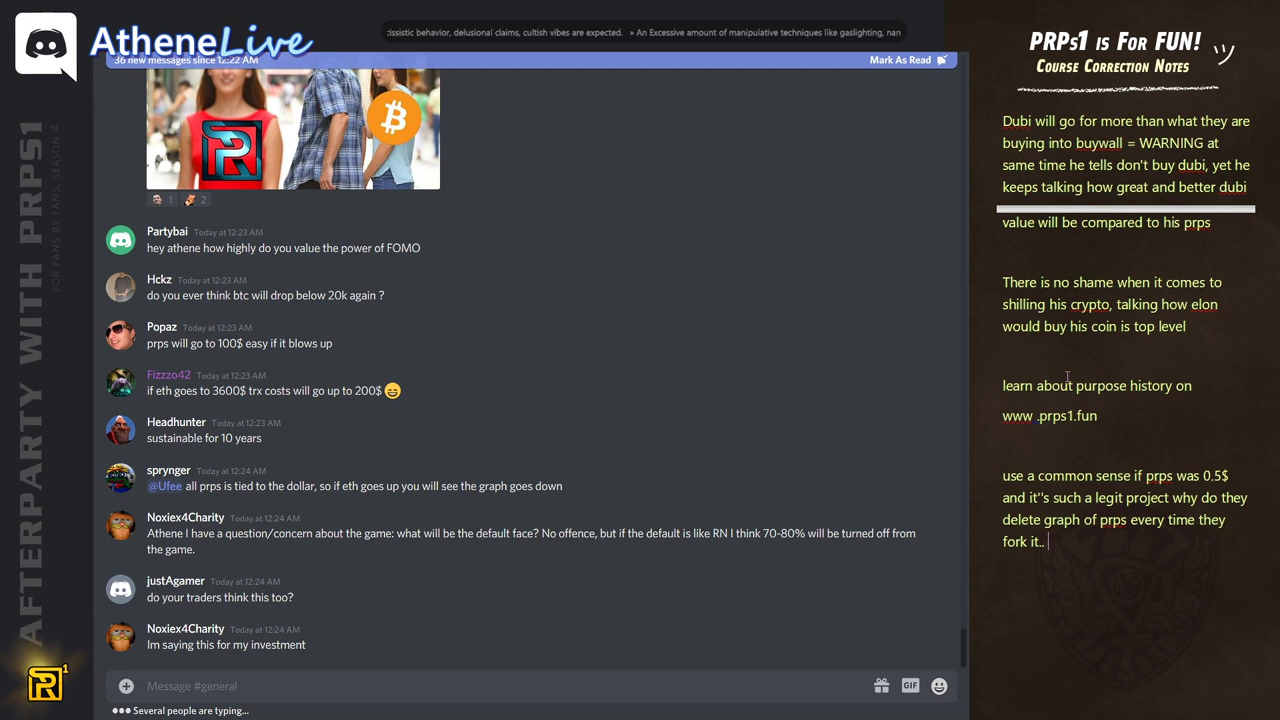 AtheneLive
cissistic behavior, delusional claims, cultish vibes are expected. » An Excessive amount of manipulative techniques like gaslighting, narc
PRPs1 is For FUN! ツ
Course Correction Notes
AFTERPARTY WITH PRPS1
FOR FANS BY FANS, SEASON 4
36 new messages since 12:22 AM
Mark As Read
1 2
Partybai Today at 12:23 AM
hey athene how highly do you value the power of FOMO
Hckz Today at 12:23 AM
do you ever think btc will drop below 20k again ?
Popaz Today at 12:23 AM
prps will go to 100$ easy if it blows up
Fizzzo42 Today at 12:23 AM
if eth goes to 3600$ trx costs will go up to 200$
Headhunter Today at 12:23 AM
sustainable for 10 years
sprynger Today at 12:24 AM
@Ufee all prps is tied to the dollar, so if eth goes up you will see the graph goes down
Noxiex4Charity Today at 12:24 AM
Athene I have a question/concern about the game: what will be the default face? No offence, but if the default is like RN I think 70-80% will be turned off from
the game.
justAgamer Today at 12:24 AM
do your traders think this too?
Noxiex4Charity Today at 12:24 AM
Im saying this for my investment
Message #general
GIF
Several people are typing...
Dubi will go for more than what they are
buying into buywall = WARNING at
same time he tells don't buy dubi, yet he
keeps talking how great and better dubi
value will be compared to his prps
There is no shame when it comes to
shilling his crypto, talking how elon
would buy his coin is top level
learn about purpose history on
www .prps1.fun
use a common sense if prps was 0.5$
and it''s such a legit project why do they
delete graph of prps every time they
fork it..